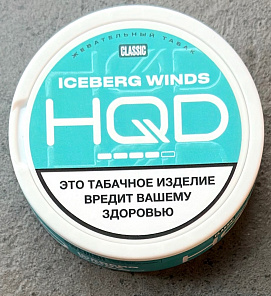 ЖЕВАТЕЛЬНЫЙ ТАБАК
CLASSIC
ICEBERG WINDS
HQD
ЭТО ТАБАЧНОЕ ИЗДЕЛИЕ
ВРЕДИТ ВАШЕМУ
ЗДОРОВЬЮ